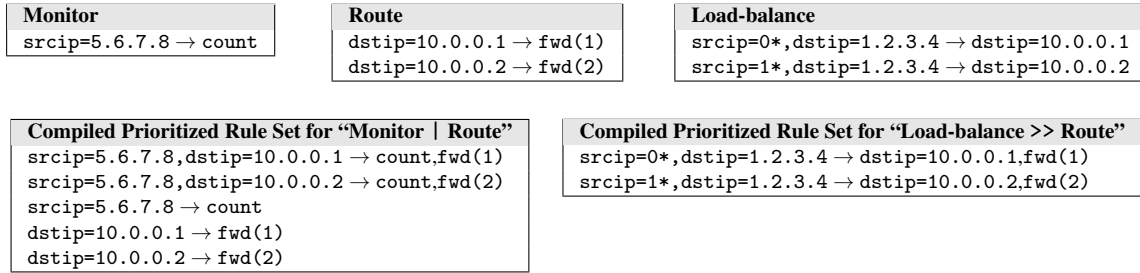 Monitor
srcip=5.6.7.8 → count
Route
dstip=10.0.0.1 → fwd(1)
dstip=10.0.0.2 → fwd(2)
Load-balance
srcip=0*,dstip=1.2.3.4 → dstip=10.0.0.1
srcip=1*,dstip=1.2.3.4 → dstip=10.0.0.2
Compiled Prioritized Rule Set for “Monitor | Route”
srcip=5.6.7.8,dstip=10.0.0.1 → count,fwd(1)
srcip=5.6.7.8,dstip=10.0.0.2 → count,fwd(2)
srcip=5.6.7.8 → count
dstip=10.0.0.1 → fwd(1)
dstip=10.0.0.2 → fwd(2)
Compiled Prioritized Rule Set for “Load-balance >> Route”
srcip=0*,dstip=1.2.3.4 → dstip=10.0.0.1,fwd(1)
srcip=1*,dstip=1.2.3.4 → dstip=10.0.0.2,fwd(2)